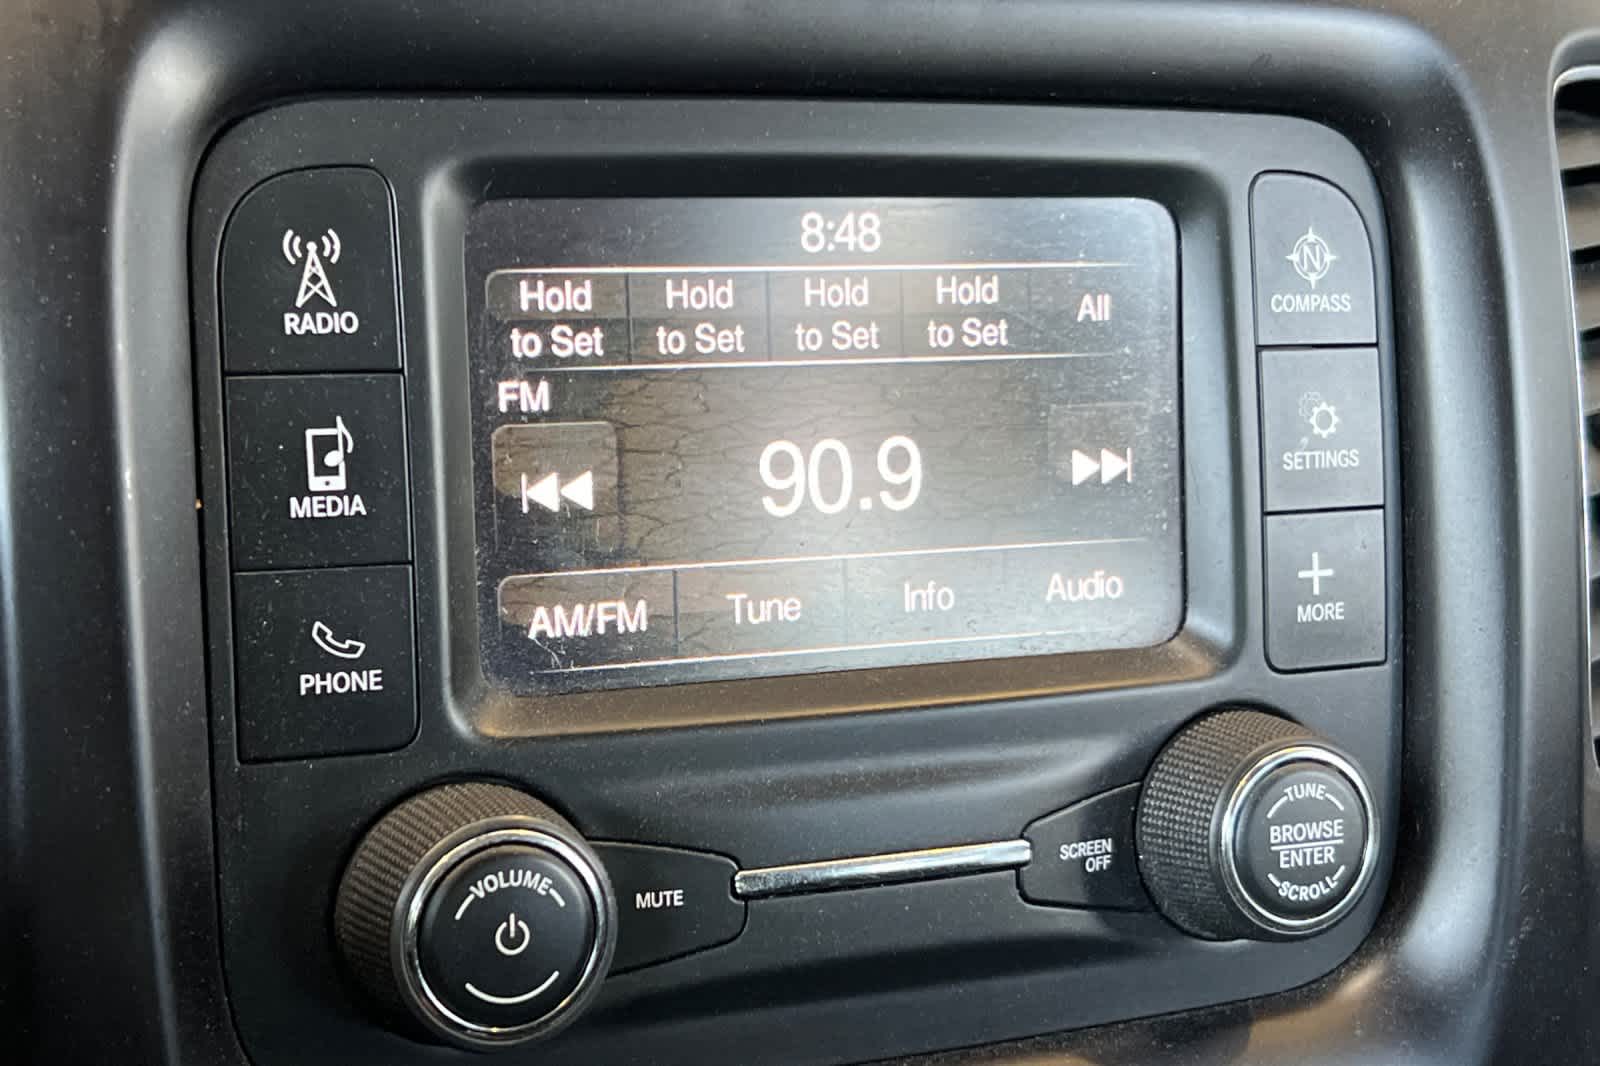 8:48
Hold to Set
Hold to Set
Hold to Set
Hold to Set
All
FM
90.9
AM/FM
Tune
Info
Audio
RADIO
MEDIA
PHONE
N
COMPASS
SETTINGS
MORE
VOLUME
MUTE
SCREEN
OFF
TUNE
BROWSE
ENTER
SCROLL